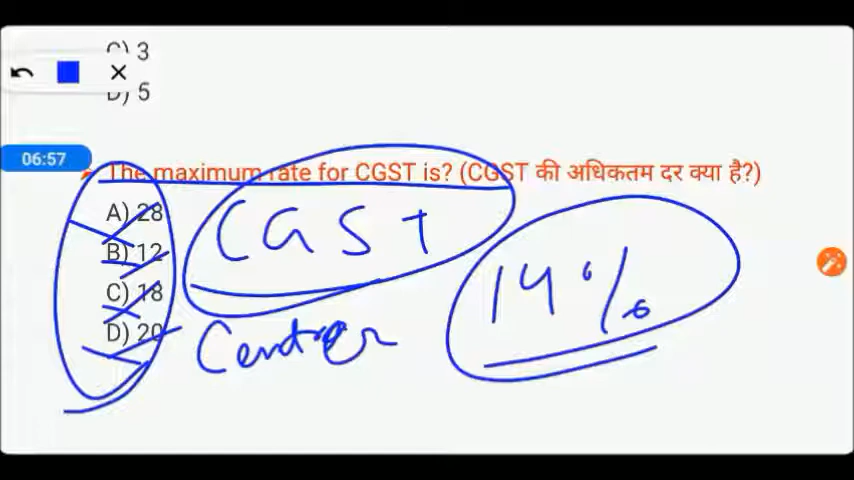 C) 3
D) 5
06:57
The maximum rate for CGST is? (CGST की अधिकतम दर क्या है?)
A) 28
B) 12
C) 18
D) 20
CGST
14%